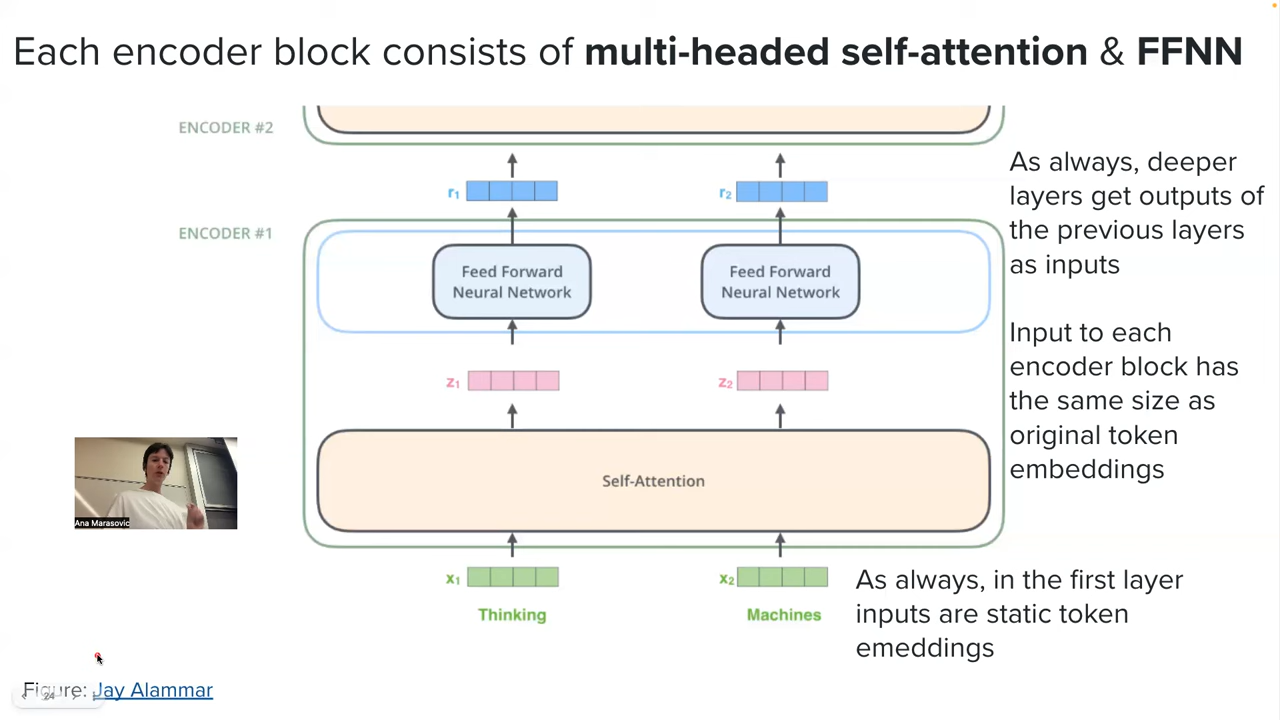 Each encoder block consists of multi-headed self-attention & FFNN
ENCODER #2
r1
r2
ENCODER #1
Feed Forward
Neural Network
Feed Forward
Neural Network
z1
z2
Self-Attention
x1
x2
Thinking
Machines
As always, deeper
layers get outputs of
the previous layers
as inputs
Input to each
encoder block has
the same size as
original token
embeddings
As always, in the first layer
inputs are static token
emeddings
Ana Marasovic
Figure: Jay Alammar
24